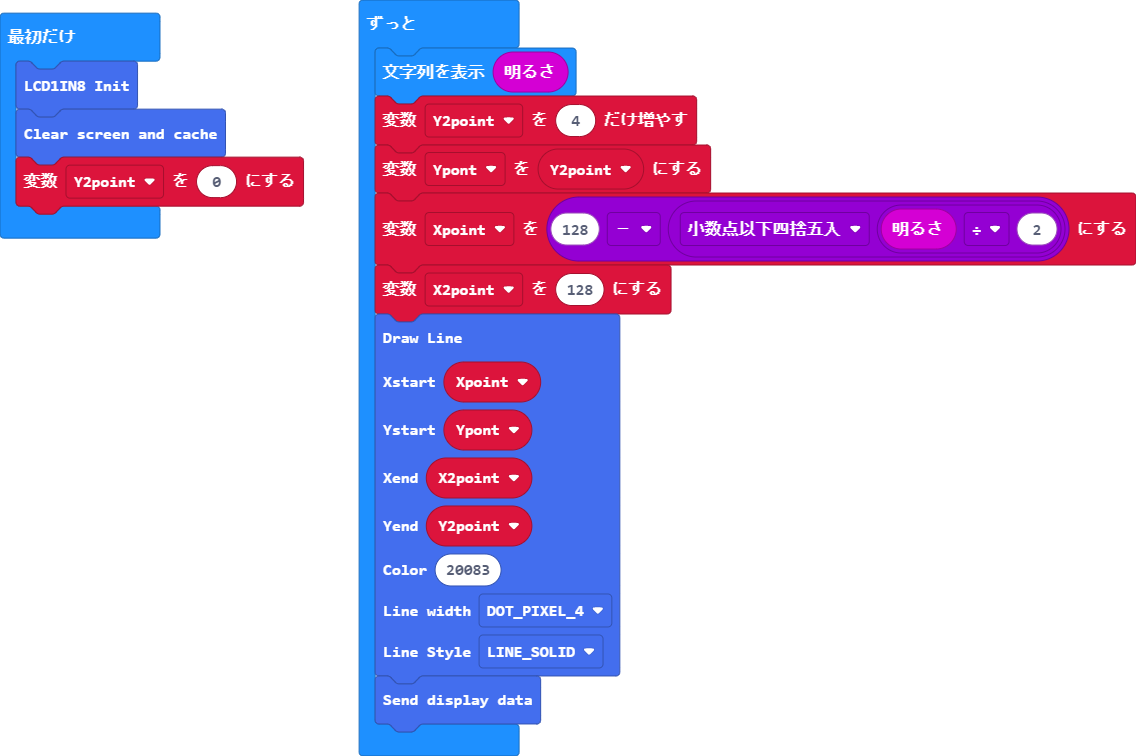 最初だけ
LCD1IN8 Init
Clear screen and cache
変数 Y2point を 0 にする
ずっと
文字列を表示 明るさ
変数 Y2point を 4 だけ増やす
変数 Ypont を Y2point にする
変数 Xpoint を 128 - 小数点以下四捨五入 明るさ ÷ 2 にする
変数 X2point を 128 にする
Draw Line
Xstart Xpoint
Ystart Ypont
Xend X2point
Yend Y2point
Color 20083
Line width DOT_PIXEL_4
Line Style LINE_SOLID
Send display data